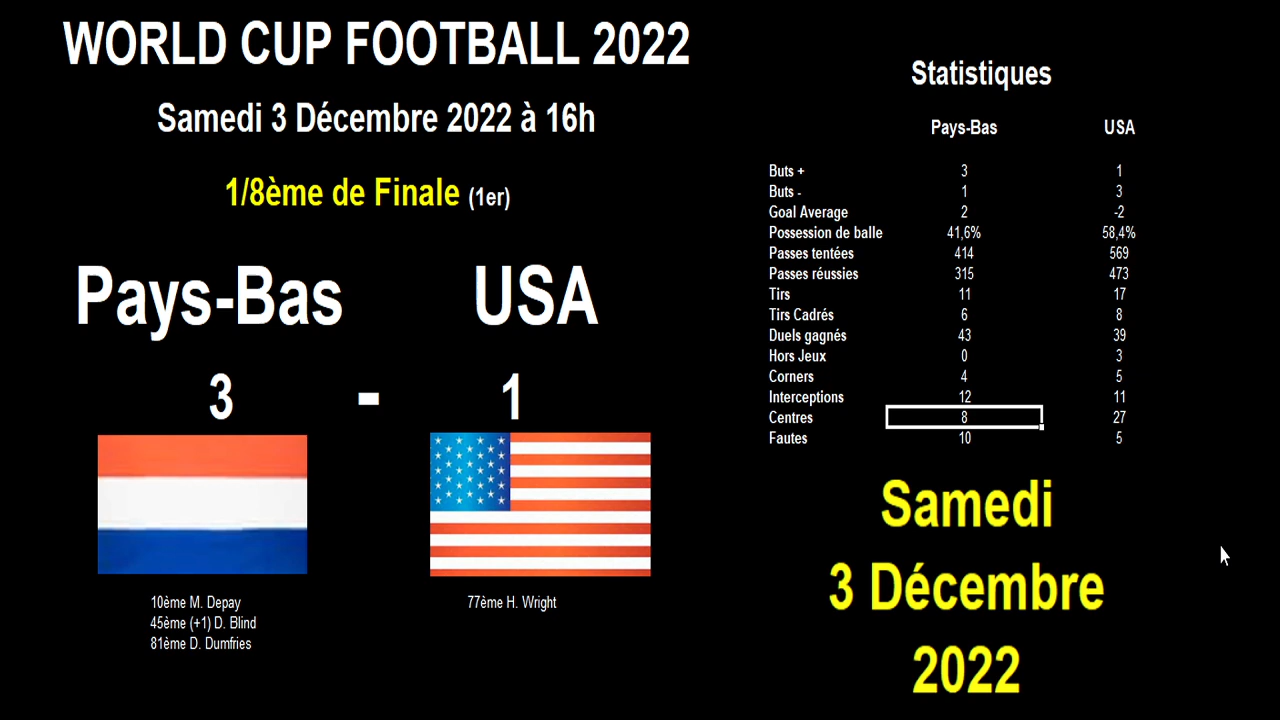 WORLD CUP FOOTBALL 2022
Samedi 3 Décembre 2022 à 16h
1/8ème de Finale (1er)
Pays-Bas USA
3 - 1
10ème M. Depay
45ème (+1) D. Blind
81ème D. Dumfries
77ème H. Wright
Statistiques
Pays-Bas USA
Buts + 3 1
Buts - 1 3
Goal Average 2 -2
Possession de balle 41,6% 58,4%
Passes tentées 414 569
Passes réussies 315 473
Tirs 11 17
Tirs Cadrés 6 8
Duels gagnés 43 39
Hors Jeux 0 3
Corners 4 5
Interceptions 12 11
Centres 8 27
Fautes 10 5
Samedi
3 Décembre
2022